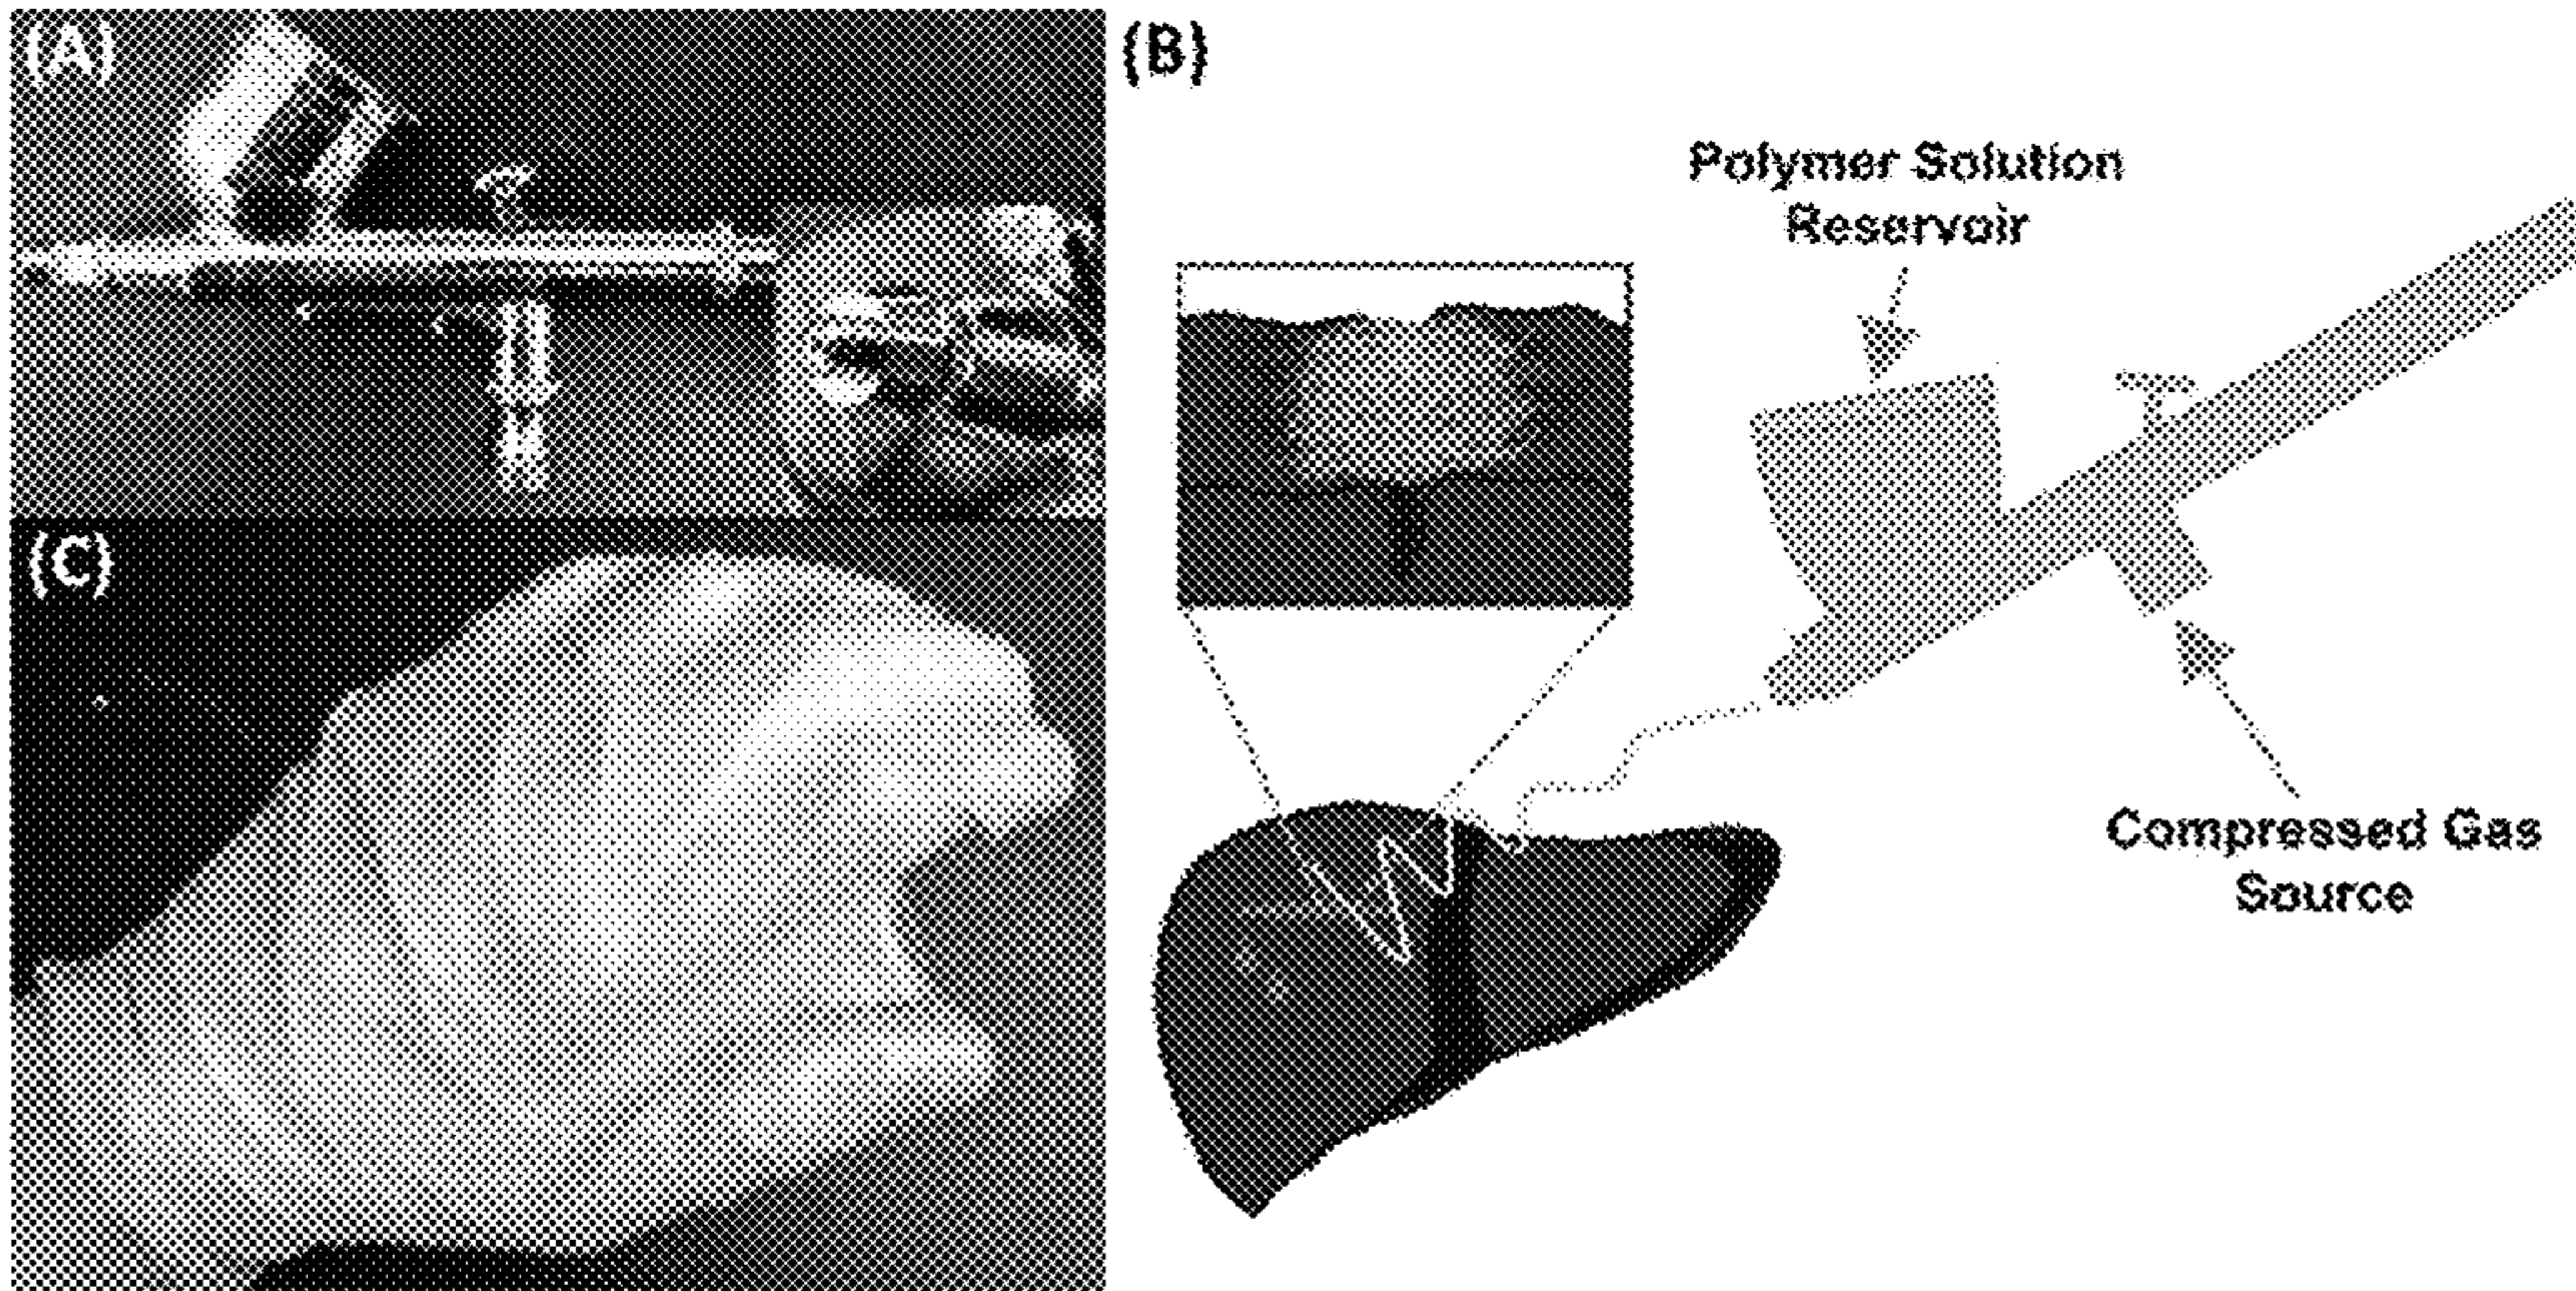 (A)
(B)
Polymer Solution
Reservoir
(C)
Compressed Gas
Source